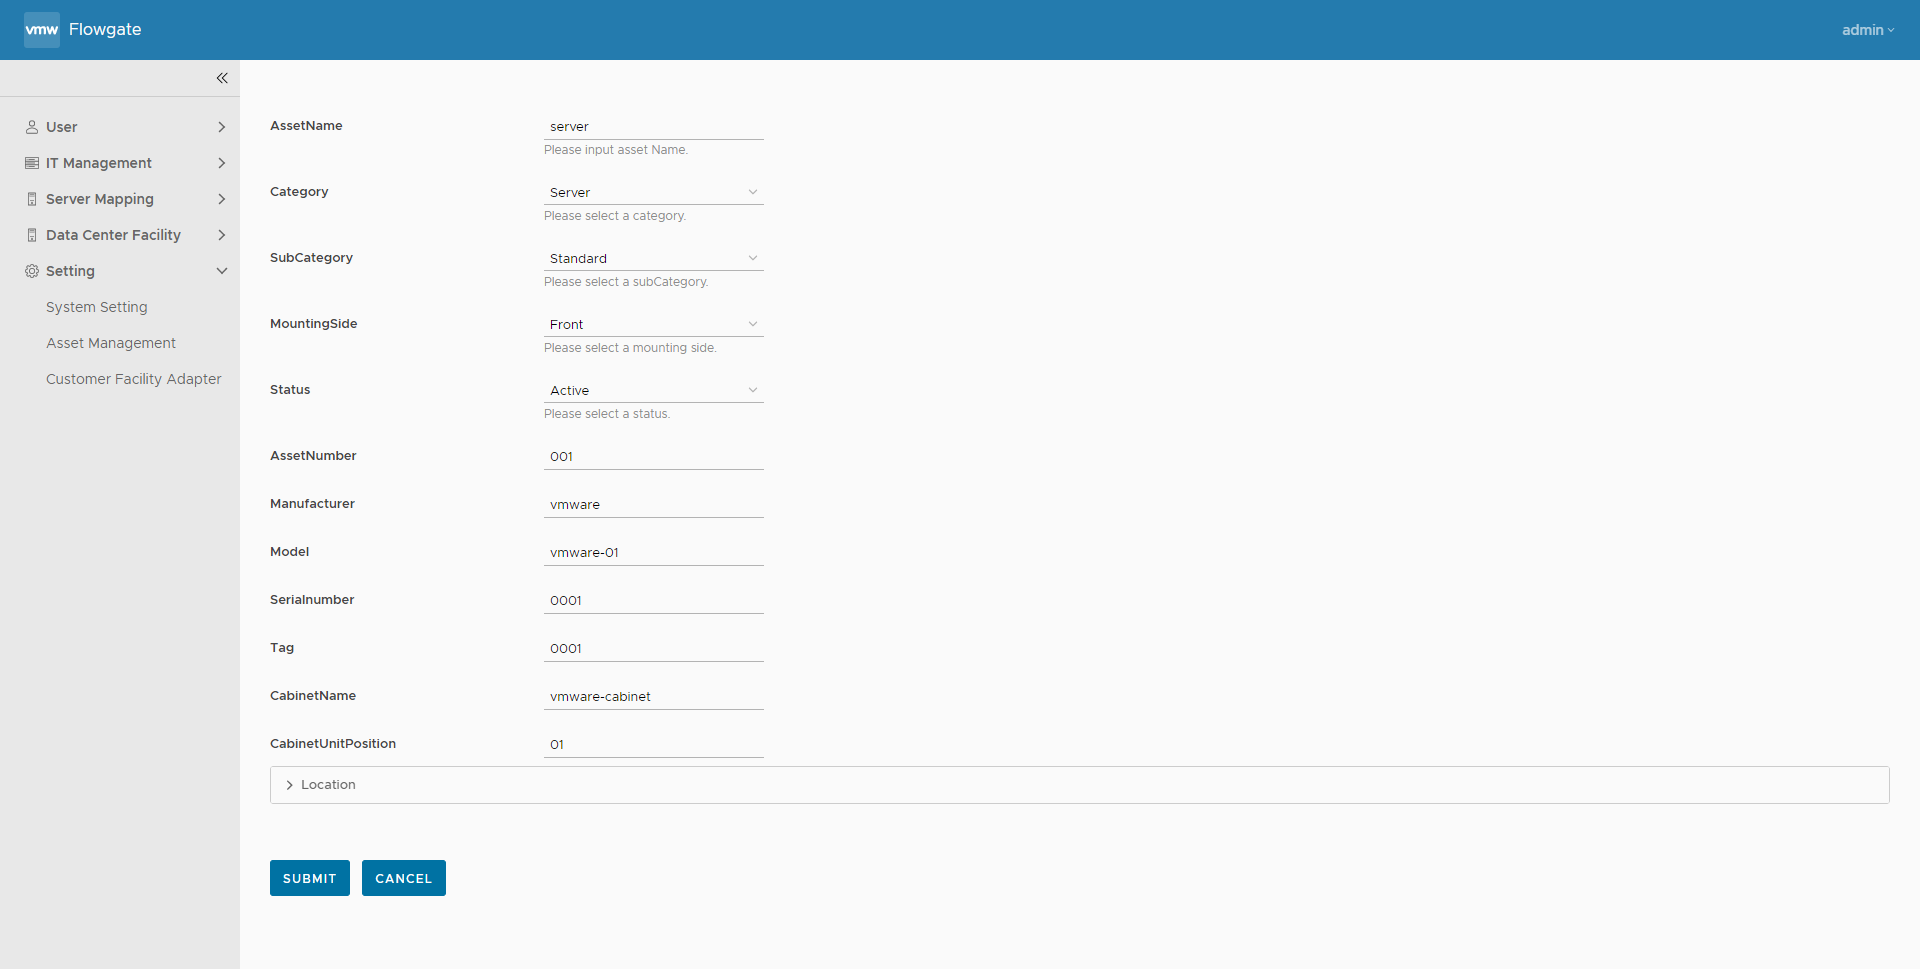 vmw Flowgate
admin
User
IT Management
Server Mapping
Data Center Facility
Setting
System Setting
Asset Management
Customer Facility Adapter
AssetName server
Please input asset Name.
Category Server
Please select a category.
SubCategory Standard
Please select a subCategory.
MountingSide Front
Please select a mounting side.
Status Active
Please select a status.
AssetNumber 001
Manufacturer vmware
Model vmware-01
Serialnumber 0001
Tag 0001
CabinetName vmware-cabinet
CabinetUnitPosition 01
Location
SUBMIT CANCEL